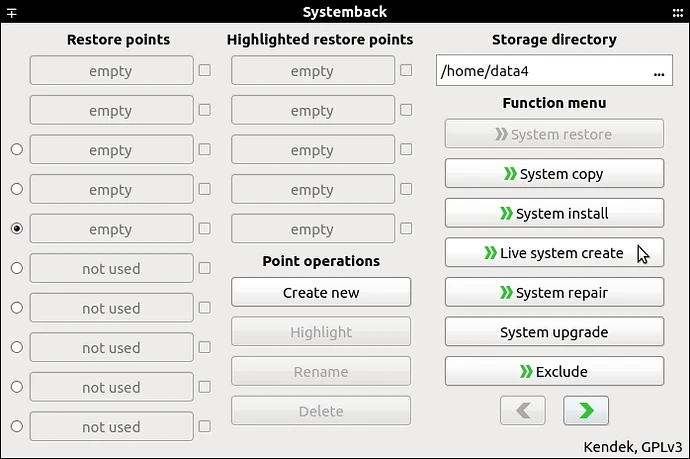 Systemback
Restore points
empty
empty
empty
empty
empty
not used
not used
not used
not used
not used
Highlighted restore points
empty
empty
empty
empty
empty
Point operations
Create new
Highlight
Rename
Delete
Storage directory
/home/data4 ...
Function menu
System restore
System copy
System install
Live system create
System repair
System upgrade
Exclude
Kendek, GPLv3